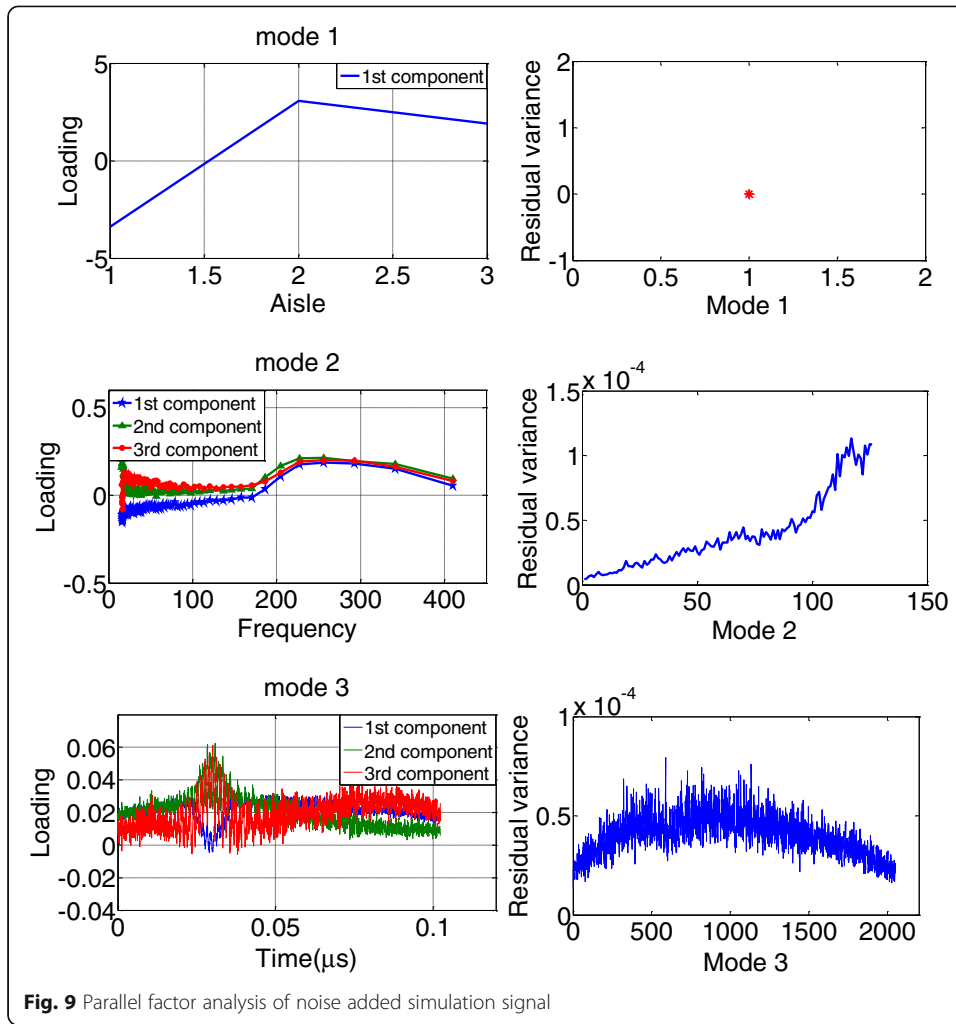 mode 1
5
0
-5
Loading
1st component
1 1.5 2 2.5 3
Aisle
2
1
0
-1
Residual variance
0 0.5 1 1.5 2
Mode 1
mode 2
0.5
0
-0.5
Loading
1st component
2nd component
3rd component
0 100 200 300 400
Frequency
x 10-4
1.5
1
0.5
0
Residual variance
0 50 100 150
Mode 2
mode 3
0.06
0.04
0.02
0
-0.02
-0.04
Loading
1st component
2nd component
3rd component
0 0.05 0.1
Time(μs)
x 10-4
1
0.5
0
Residual variance
0 500 1000 1500 2000
Mode 3
Fig. 9 Parallel factor analysis of noise added simulation signal